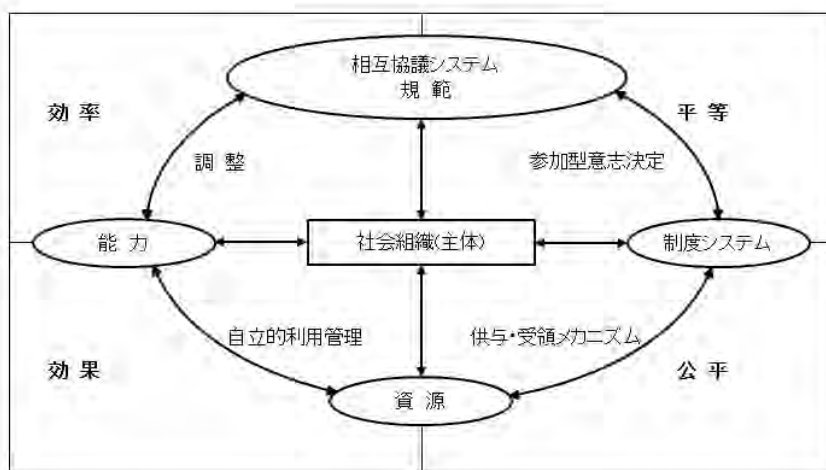 相互協議システム
規 範
効 率
平 等
調 整
参加型意志決定
能 力
社会組織(主体)
制度システム
自立的利用管理
供与・受領メカニズム
効 果
公 平
資 源